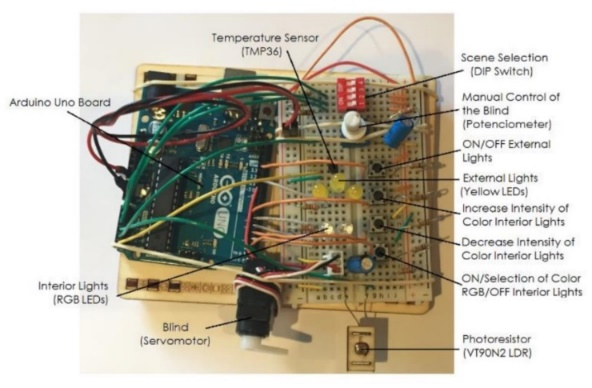 Temperature Sensor
(TMP36)
Arduino Uno Board
Scene Selection
(DIP Switch)
Manual Control of
the Blind
(Potenciometer)
ON/OFF External
Lights
External Lights
(Yellow LEDs)
Increase Intensity of
Color Interior Lights
Decrease Intensity of
Color Interior Lights
ON/Selection of Color
RGB/OFF Interior Lights
Interior Lights
(RGB LEDs)
Blind
(Servomotor)
Photoresistor
(VT90N2 LDR)
UNO